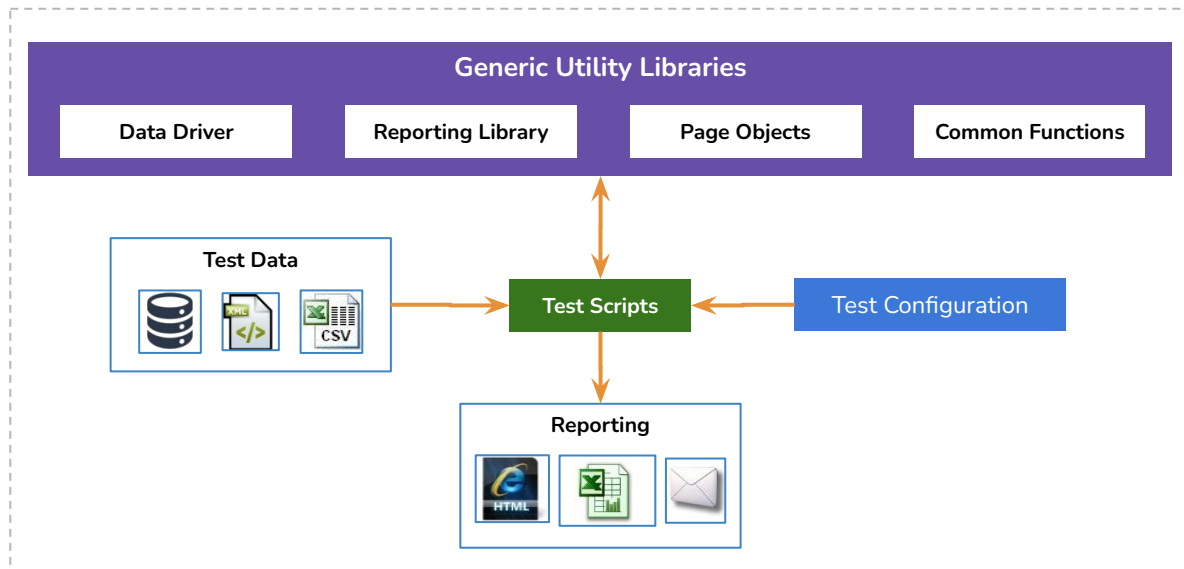 Generic Utility Libraries
Data Driver
Reporting Library
Page Objects
Common Functions
Test Data
XML
</>
CSV
Test Scripts
Test Configuration
Reporting
HTML